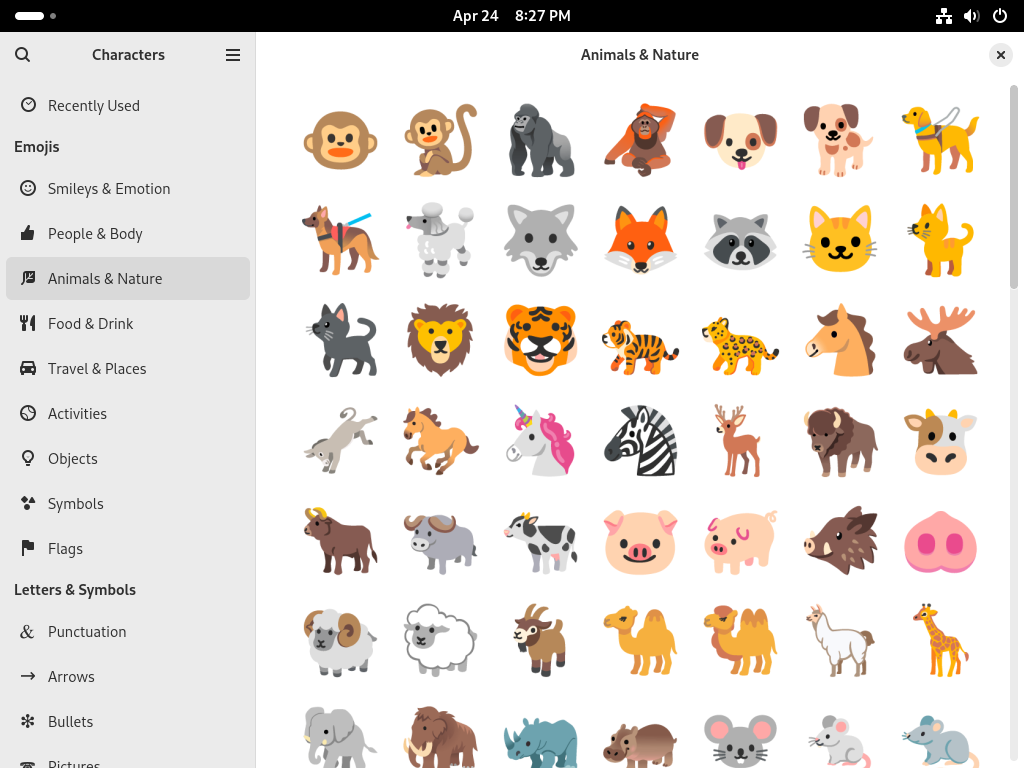 Apr 24 8:27 PM
Characters
Animals & Nature
Recently Used
Emojis
Smileys & Emotion
People & Body
Animals & Nature
Food & Drink
Travel & Places
Activities
Objects
Symbols
Flags
Letters & Symbols
& Punctuation
→ Arrows
Bullets
Pictures